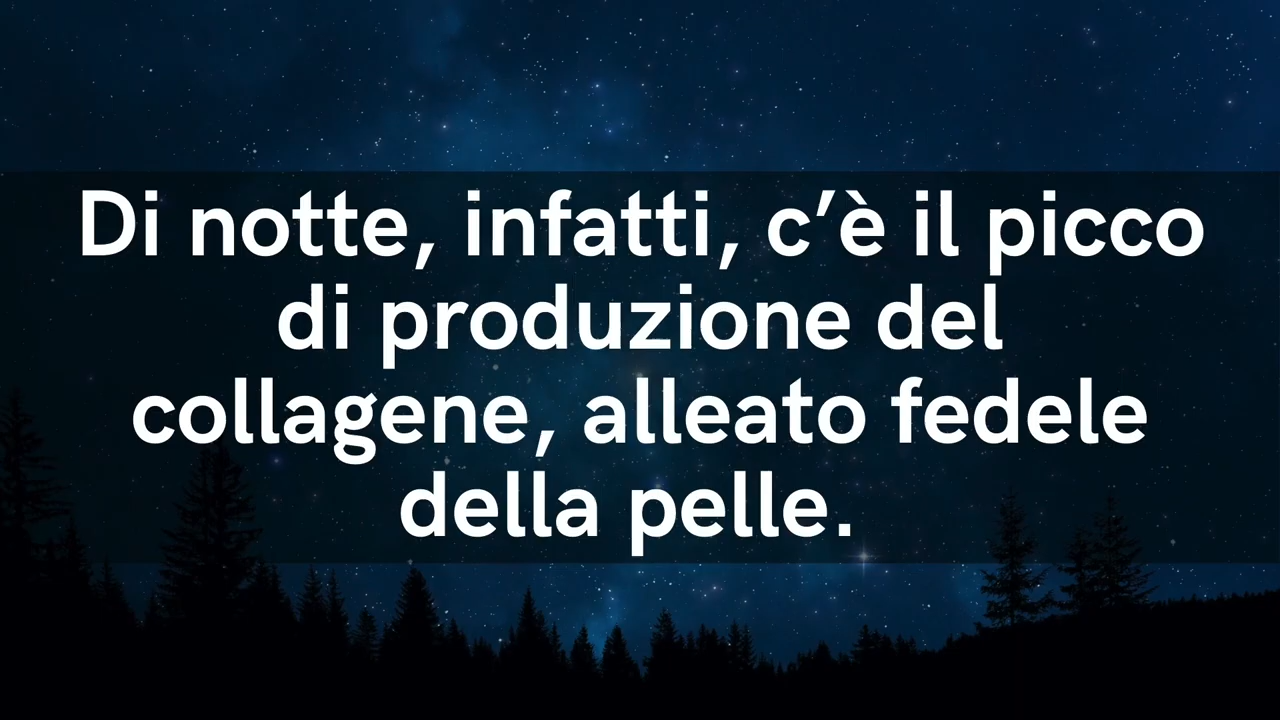 Di notte, infatti, c’è il picco
di produzione del
collagene, alleato fedele
della pelle.